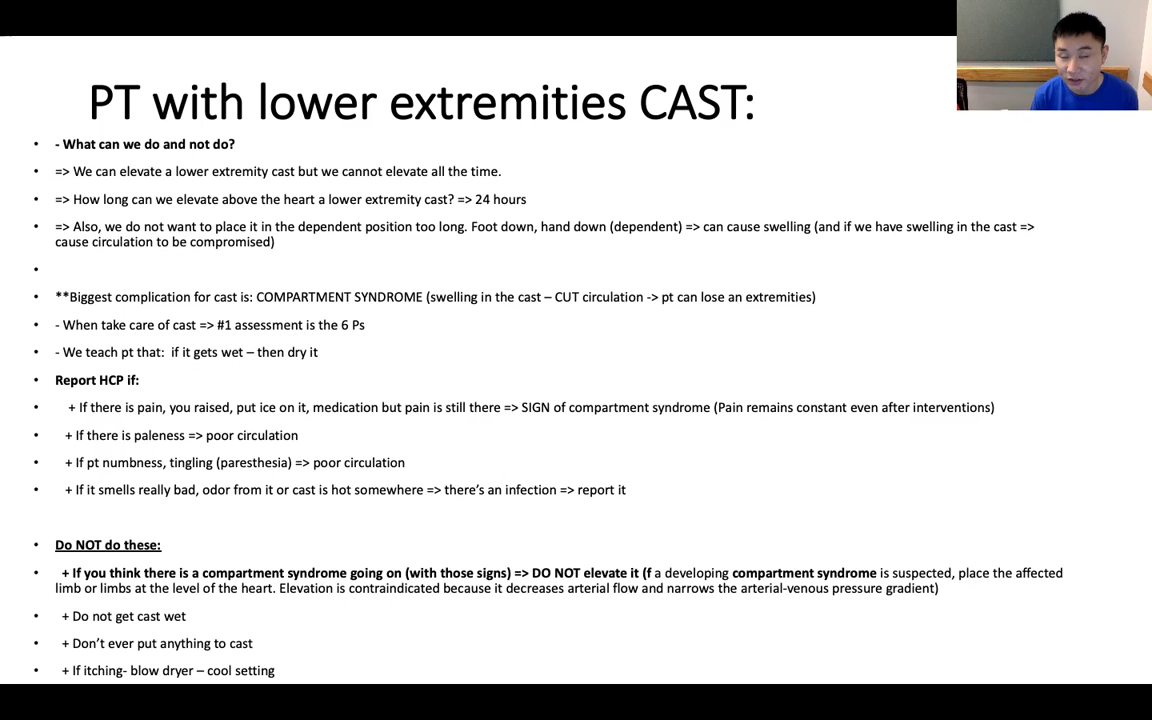 PT with lower extremities CAST:
• - What can we do and not do?
• => We can elevate a lower extremity cast but we cannot elevate all the time.
• => How long can we elevate above the heart a lower extremity cast? => 24 hours
• => Also, we do not want to place it in the dependent position too long. Foot down, hand down (dependent) => can cause swelling (and if we have swelling in the cast =>
cause circulation to be compromised)
•
• **Biggest complication for cast is: COMPARTMENT SYNDROME (swelling in the cast – CUT circulation -> pt can lose an extremities)
• - When take care of cast => #1 assessment is the 6 Ps
• - We teach pt that: if it gets wet – then dry it
• Report HCP if:
• + If there is pain, you raised, put ice on it, medication but pain is still there => SIGN of compartment syndrome (Pain remains constant even after interventions)
• + If there is paleness => poor circulation
• + If pt numbness, tingling (paresthesia) => poor circulation
• + If it smells really bad, odor from it or cast is hot somewhere => there's an infection => report it
• Do NOT do these:
• + If you think there is a compartment syndrome going on (with those signs) => DO NOT elevate it (f a developing compartment syndrome is suspected, place the affected
limb or limbs at the level of the heart. Elevation is contraindicated because it decreases arterial flow and narrows the arterial-venous pressure gradient)
• + Do not get cast wet
• + Don't ever put anything to cast
• + If itching- blow dryer – cool setting